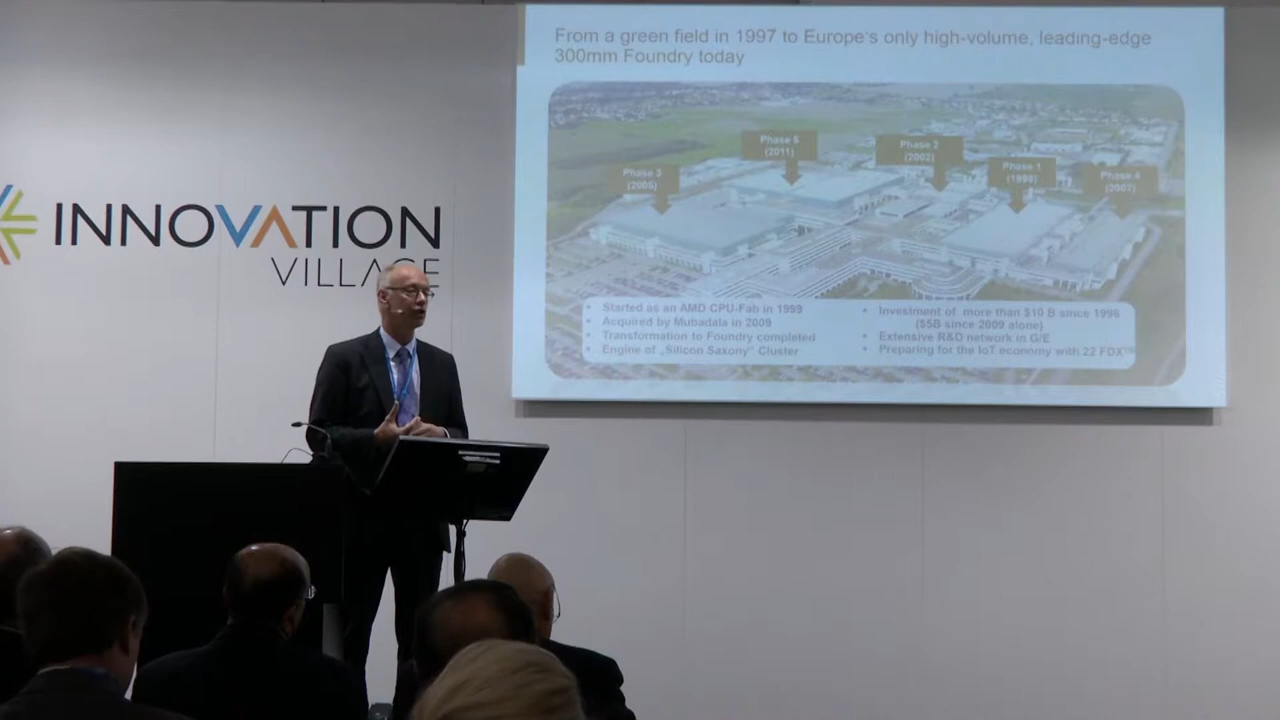 From a green field in 1997 to Europe's only high-volume, leading-edge
300mm Foundry today
Phase 5
(2011)
Phase 2
(2002)
Phase 1
(1999)
Phase 3
(2005)
Phase 4
(2007)
INNOVATION
VILLAGE
• Started as an AMD CPU-Fab in 1999
• Acquired by Mubadala in 2009
• Transformation to Foundry completed
• Engine of „Silicon Saxony" Cluster
• Investment of more than $10 B since 1996
($5B since 2009 alone)
• Extensive R&D network in G/E
• Preparing for the IoT economy with 22 FDX™